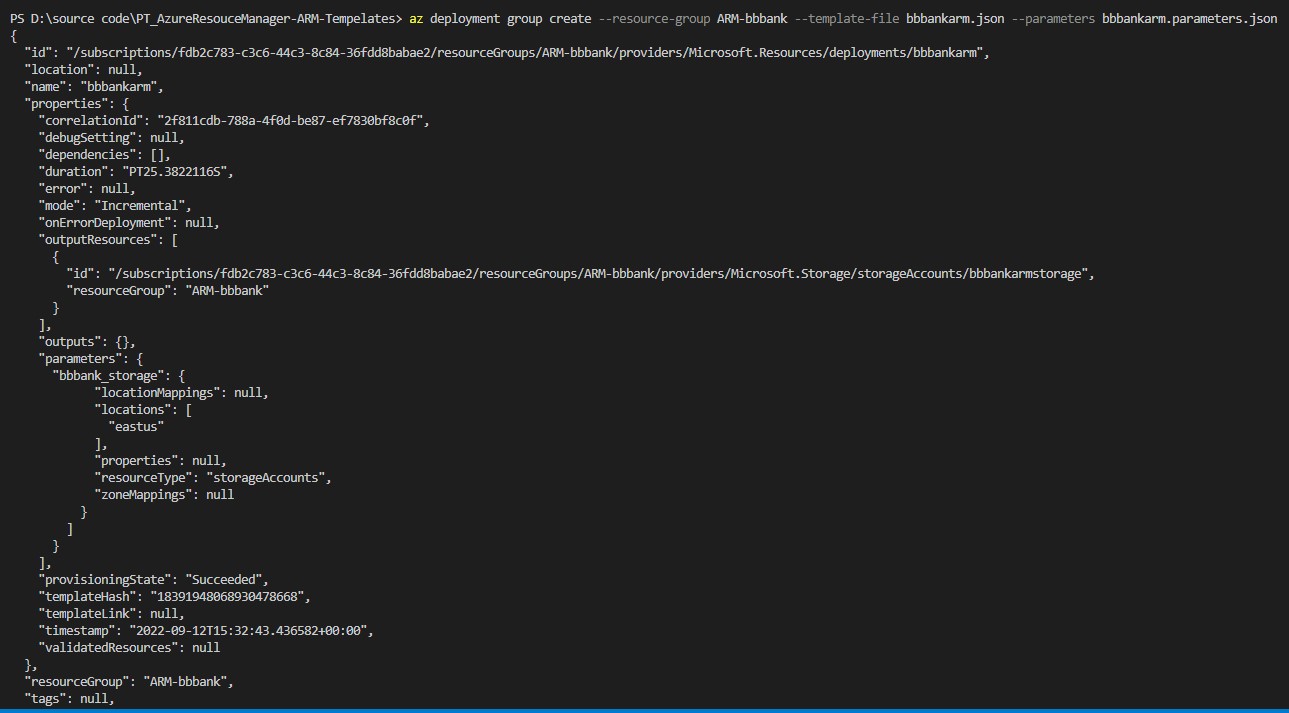 PS D:\source code\PT_AzureResouceManager-ARM-Tempelates> az deployment group create --resource-group ARM-bbbank --template-file bbbankarm.json --parameters bbbankarm.parameters.json
{
  "id": "/subscriptions/fdb2c783-c3c6-44c3-8c84-36fdd8babae2/resourceGroups/ARM-bbbank/providers/Microsoft.Resources/deployments/bbbankarm",
  "location": null,
  "name": "bbbankarm",
  "properties": {
    "correlationId": "2f811cdb-788a-4f0d-be87-ef7830bf8c0f",
    "debugSetting": null,
    "dependencies": [],
    "duration": "PT25.3822116S",
    "error": null,
    "mode": "Incremental",
    "onErrorDeployment": null,
    "outputResources": [
      {
        "id": "/subscriptions/fdb2c783-c3c6-44c3-8c84-36fdd8babae2/resourceGroups/ARM-bbbank/providers/Microsoft.Storage/storageAccounts/bbbankarmstorage",
        "resourceGroup": "ARM-bbbank"
      }
    ],
    "outputs": {},
    "parameters": {
      "bbbank_storage": {
            "locationMappings": null,
            "locations": [
              "eastus"
            ],
            "properties": null,
            "resourceType": "storageAccounts",
            "zoneMappings": null
          }
        ]
      }
    ],
    "provisioningState": "Succeeded",
    "templateHash": "18391948068930478668",
    "templateLink": null,
    "timestamp": "2022-09-12T15:32:43.436582+00:00",
    "validatedResources": null
  },
  "resourceGroup": "ARM-bbbank",
  "tags": null,